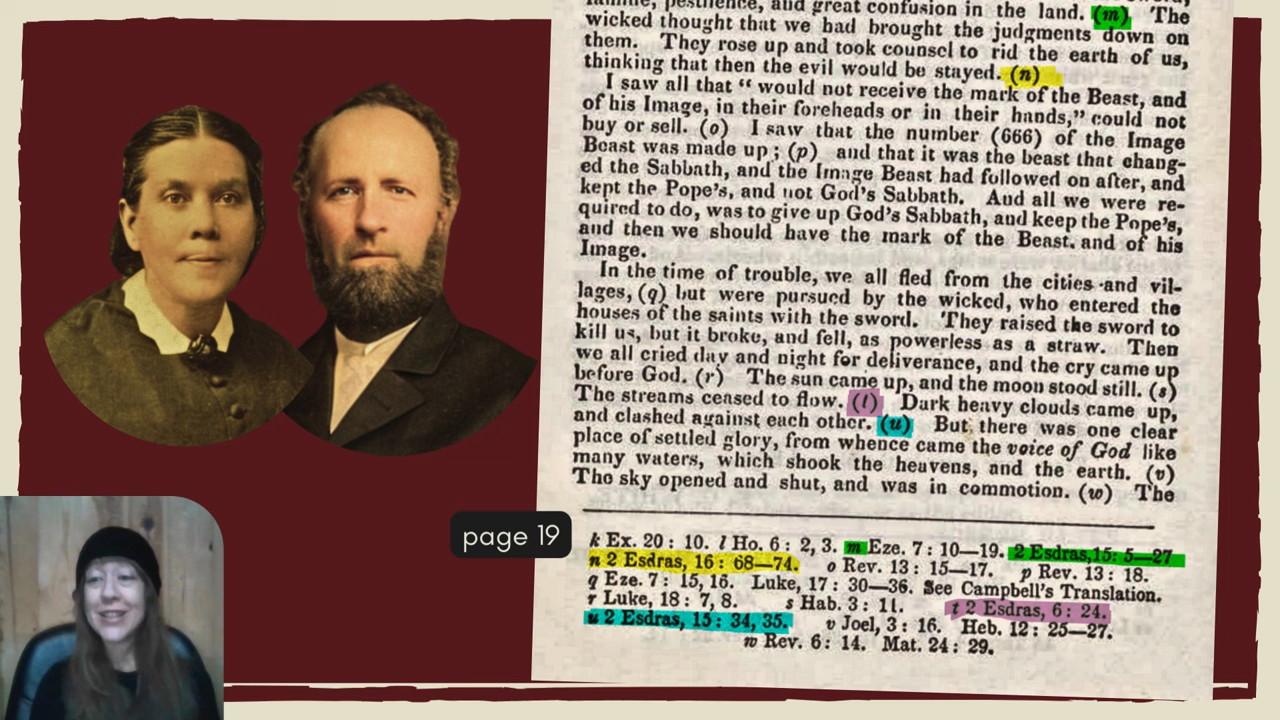 famine, pestilence, and great confusion in the land. (m) The
wicked thought that we had brought the judgments down on
them. They rose up and took counsel to rid the earth of us,
thinking that then the evil would be stayed. (n)
I saw all that “ would not receive the mark of the Beast, and
of his Image, in their foreheads or in their hands,” could not
buy or sell. (o) I saw that the number (666) of the Image
Beast was made up; (p) and that it was the beast that chang-
ed the Sabbath, and the Image Beast had followed on after, and
kept the Pope’s, and not God’s Sabbath. And all we were re-
quired to do, was to give up God’s Sabbath, and keep the Pope’s,
and then we should have the mark of the Beast. and of his
Image.
In the time of trouble, we all fled from the cities and vil-
lages, (q) but were pursued by the wicked, who entered the
houses of the saints with the sword. They raised the sword to
kill us, but it broke, and fell, as powerless as a straw. Then
we all cried day and night for deliverance, and the cry came up
before God. (r) The sun came up, and the moon stood still. (s)
The streams ceased to flow. (t) Dark heavy clouds came up,
and clashed against each other. (u) But there was one clear
place of settled glory, from whence came the voice of God like
many waters, which shook the heavens, and the earth. (v)
The sky opened and shut, and was in commotion. (w) The
page 19
k Ex. 20: 10. l Ho. 6: 2, 3. m Eze. 7: 10—19. 2 Esdras, 15: 5—27
n 2 Esdras, 16: 68—74. o Rev. 13: 15—17. p Rev. 13: 18.
q Eze. 7: 15, 16. Luke, 17: 30—36. See Campbell’s Translation.
r Luke, 18: 7, 8. s Hab. 3: 11. t 2 Esdras, 6: 24.
u 2 Esdras, 15: 34, 35. v Joel, 3: 16. Heb. 12: 25—27.
w Rev. 6: 14. Mat. 24: 29.